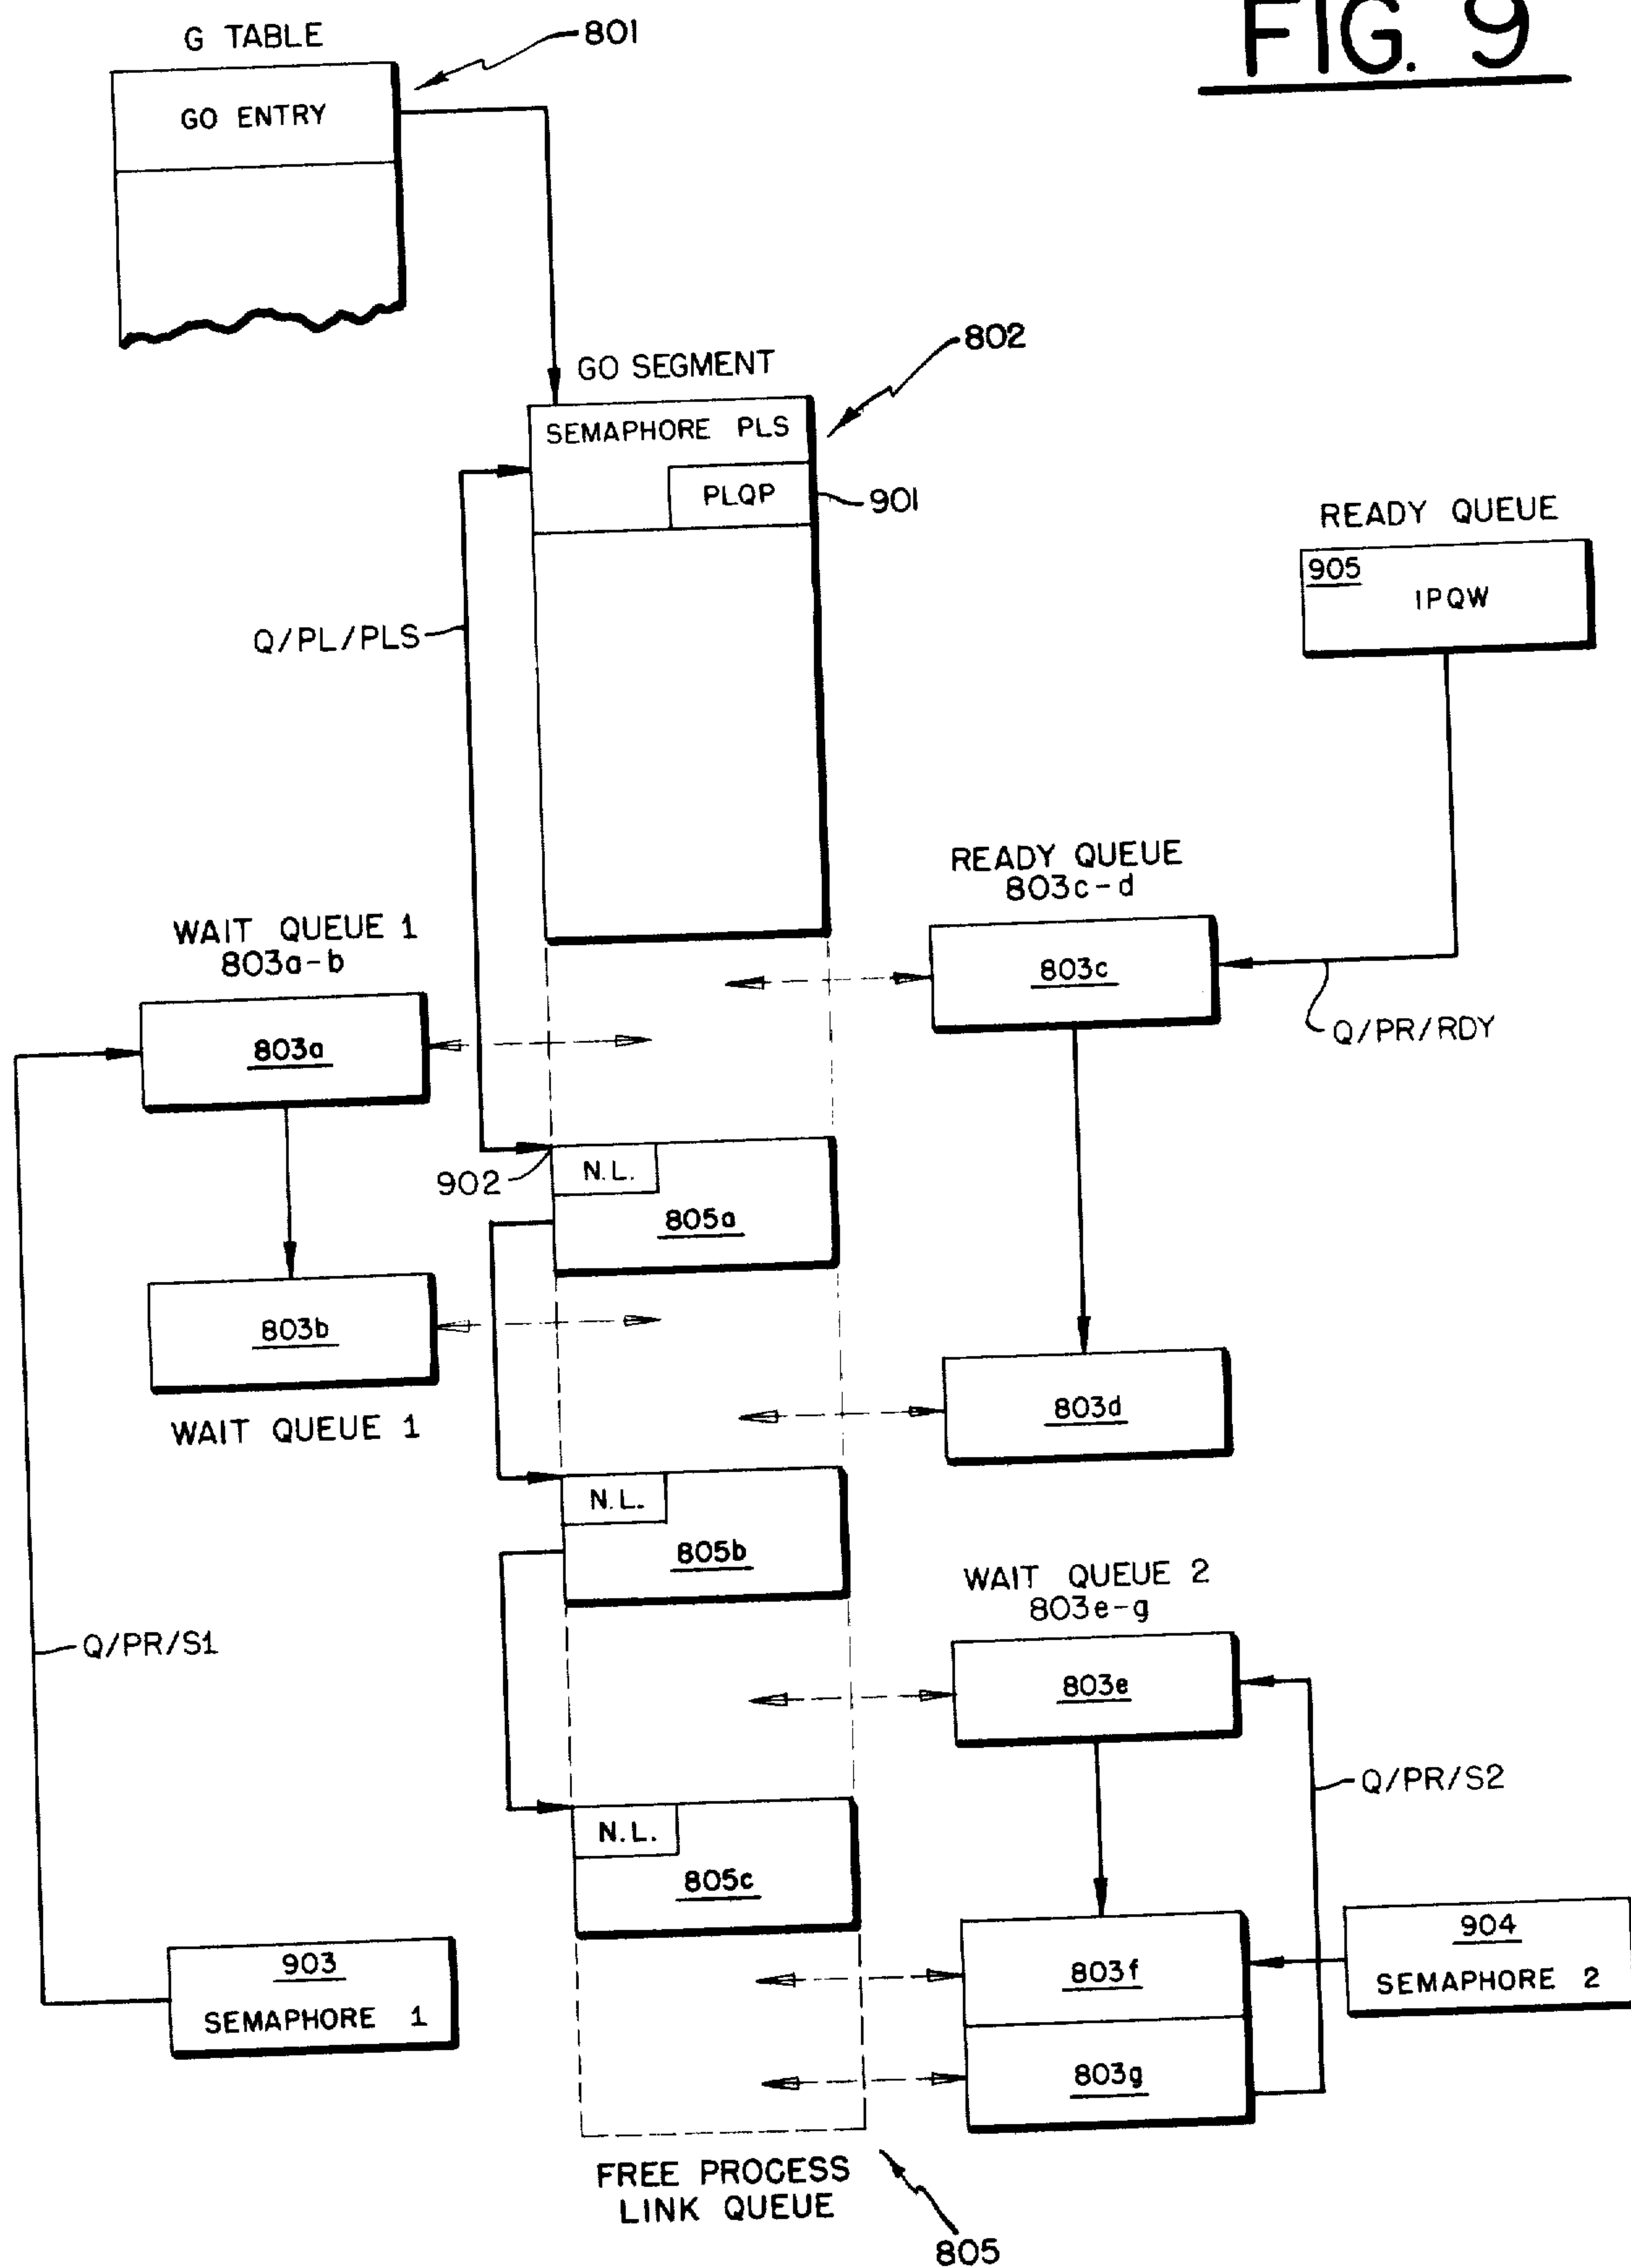 FIG. 9
G TABLE
801
GO ENTRY
802
GO SEGMENT
SEMAPHORE PLS
PLQP
901
READY QUEUE
905
IPQW
Q/PL/PLS
READY QUEUE
803c-d
WAIT QUEUE 1
803a-b
803c
803a
Q/PR/RDY
902
N.L.
805a
803b
WAIT QUEUE 1
803d
N.L.
805b
WAIT QUEUE 2
803e-g
Q/PR/S1
803e
Q/PR/S2
N.L.
805c
903
SEMAPHORE 1
803f
904
SEMAPHORE 2
803g
FREE PROCESS
LINK QUEUE
805